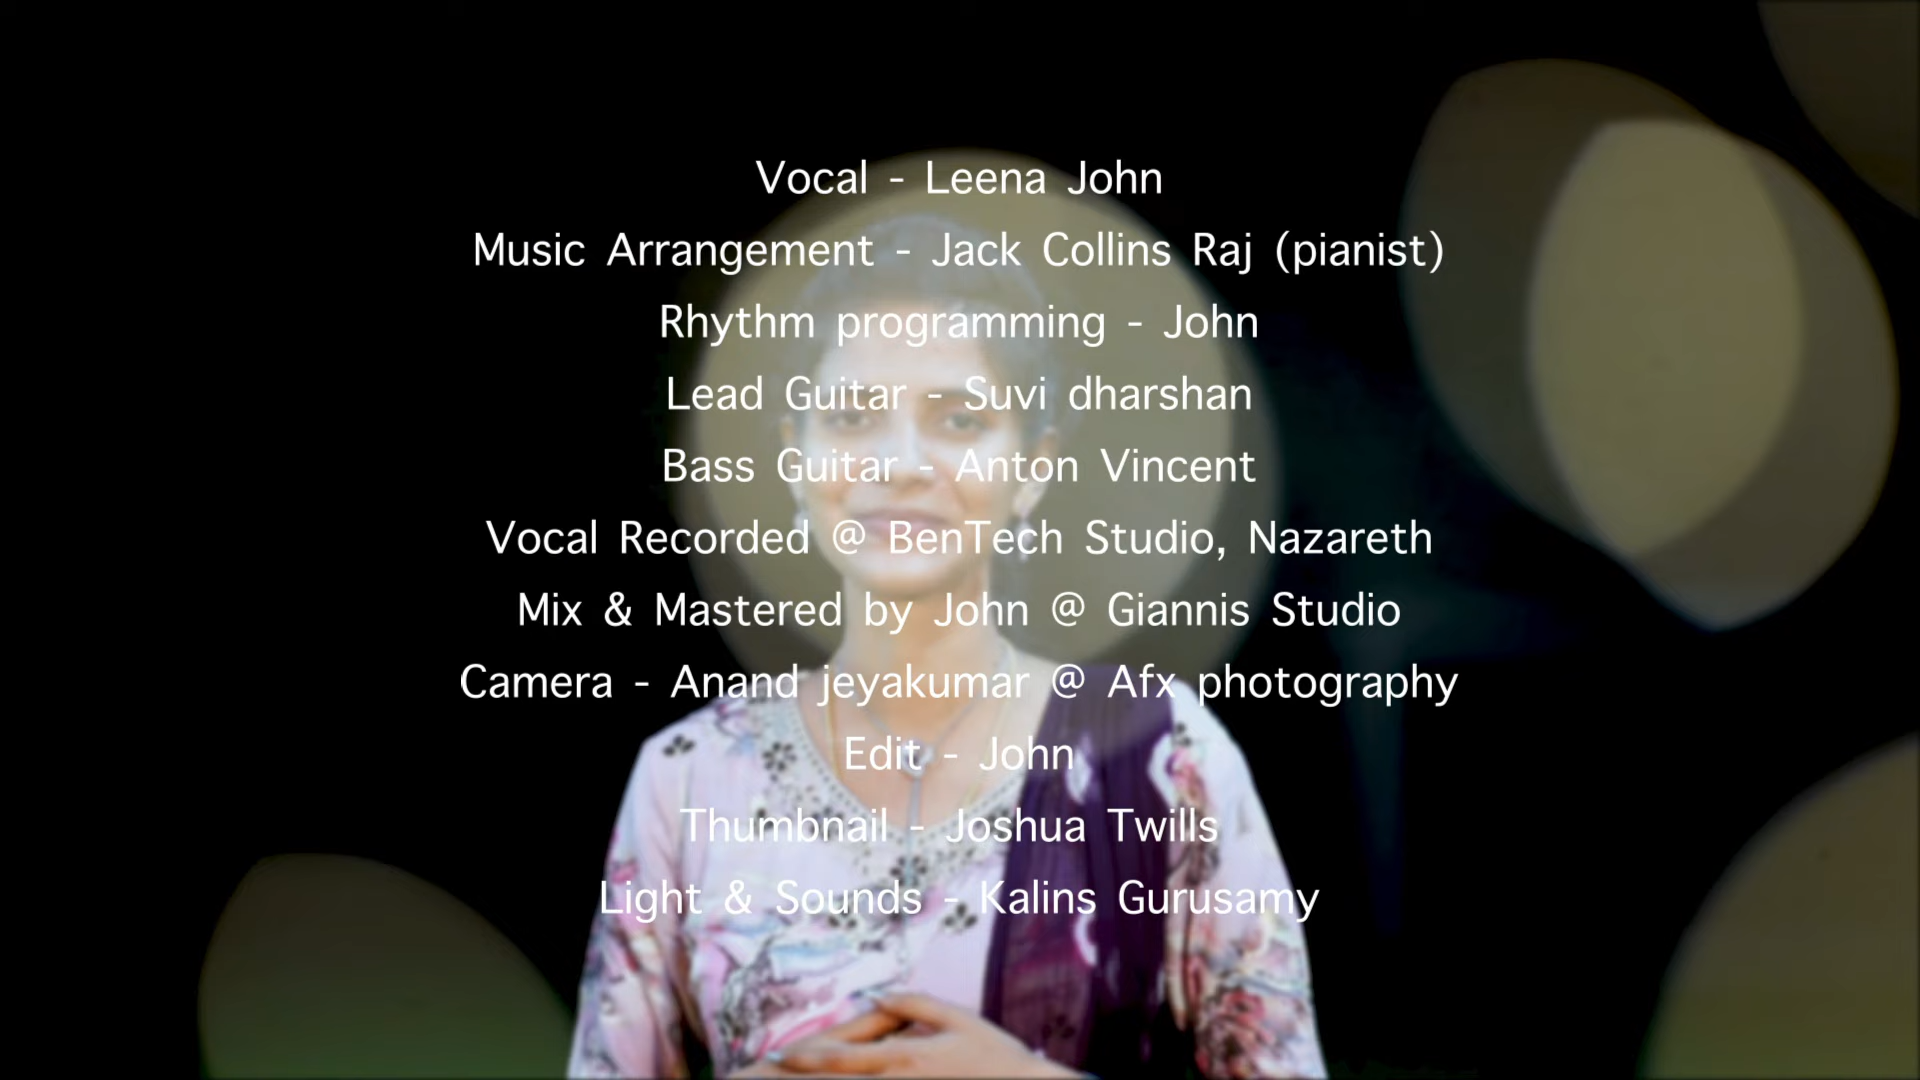 Vocal - Leena John
Music Arrangement - Jack Collins Raj (pianist)
Rhythm programming - John
Lead Guitar - Suvi dharshan
Bass Guitar - Anton Vincent
Vocal Recorded @ BenTech Studio, Nazareth
Mix & Mastered by John @ Giannis Studio
Camera - Anand jeyakumar @ Afx photography
Edit - John
Thumbnail - Joshua Twills
Light & Sounds - Kalins Gurusamy